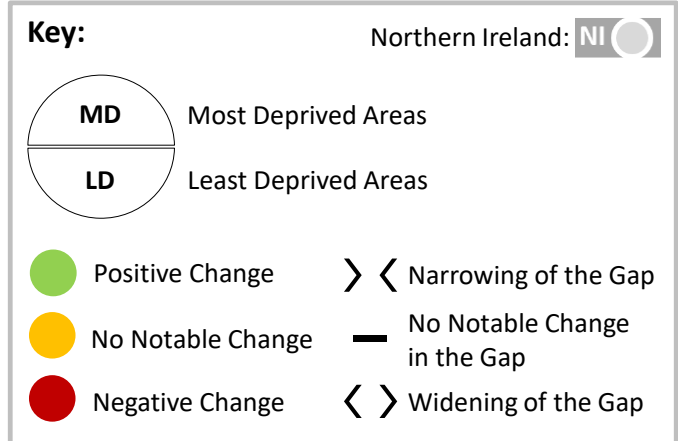 Key:
Northern Ireland: NI
MD Most Deprived Areas
LD Least Deprived Areas
Positive Change
Narrowing of the Gap
No Notable Change
No Notable Change
in the Gap
Negative Change
Widening of the Gap